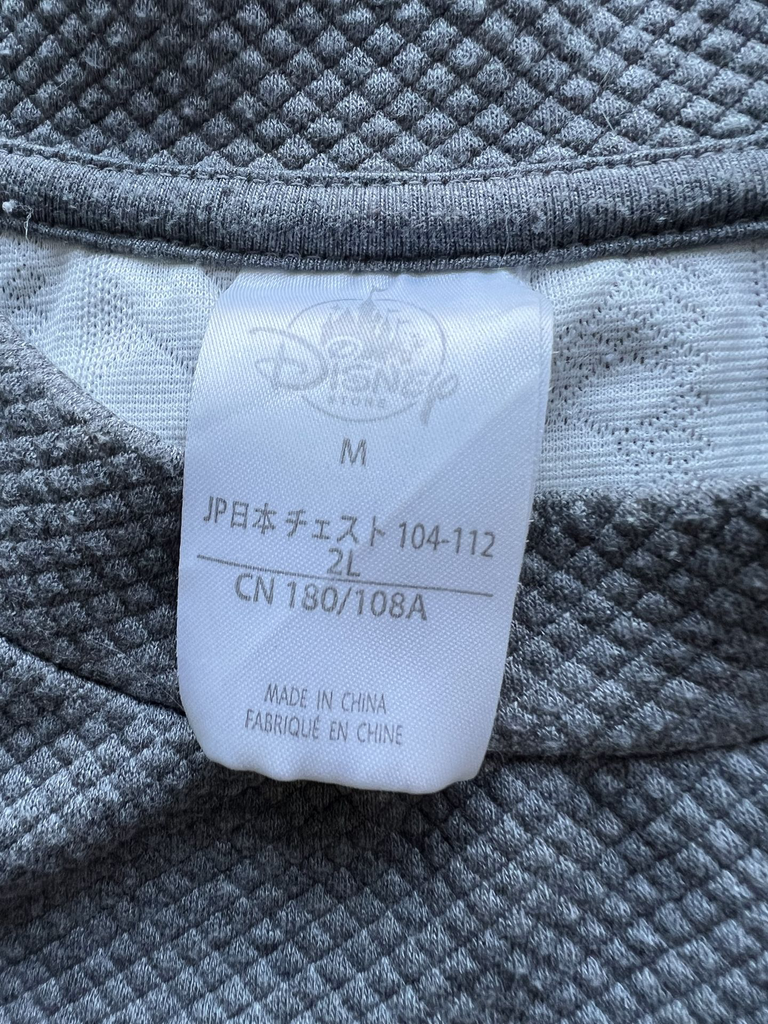 Disney
STORE
M
JP日本 チェスト 104-112
2L
CN 180/108A
MADE IN CHINA
FABRIQUÉ EN CHINE